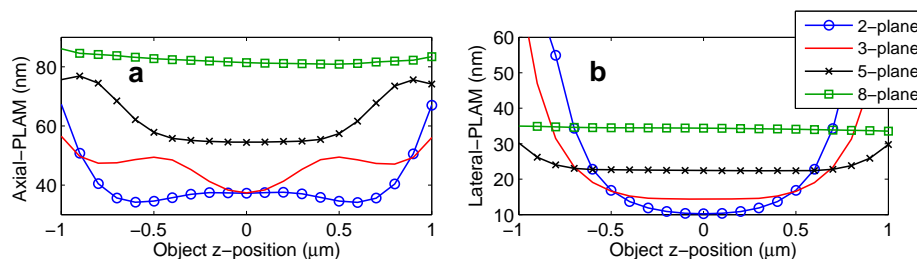 a
Axial−PLAM (nm)
80
60
40
−1
−0.5
0
0.5
1
Object z−position (μm)
b
Lateral−PLAM (nm)
60
50
40
30
20
10
−1
−0.5
0
0.5
1
Object z−position (μm)
2−plane
3−plane
5−plane
8−plane